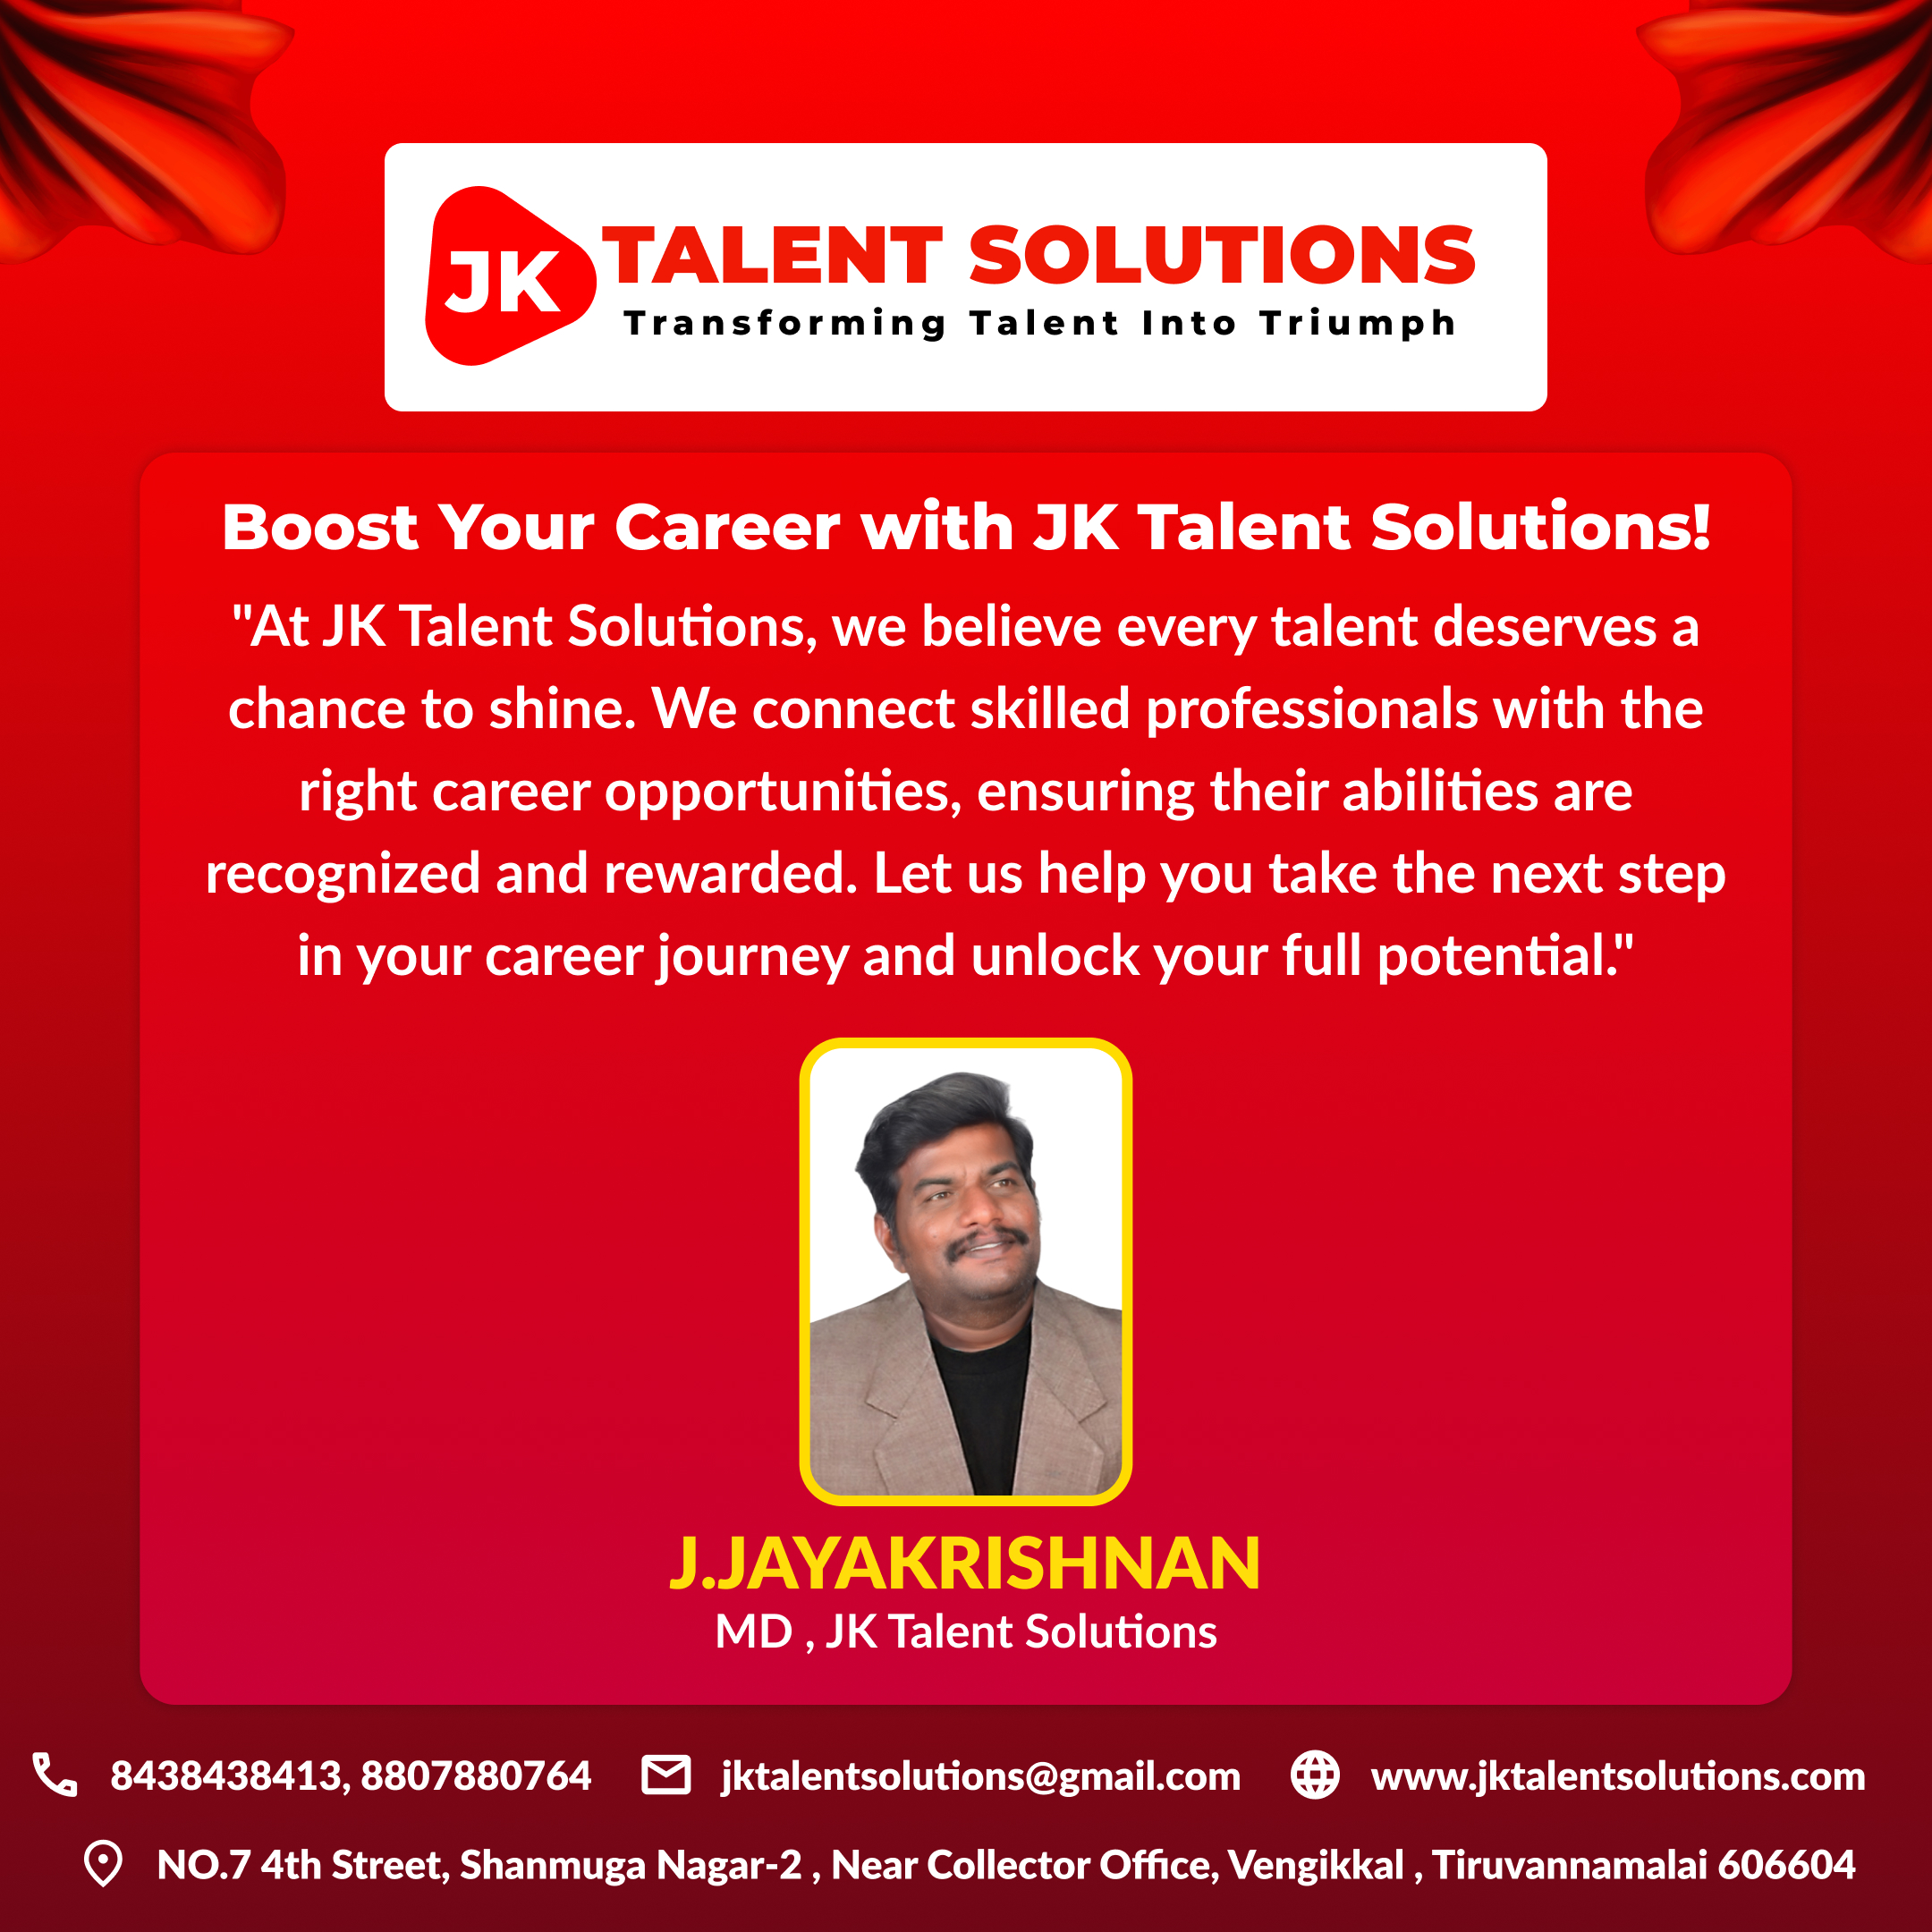 JK
TALENT SOLUTIONS
Transforming Talent Into Triumph
Boost Your Career with JK Talent Solutions!
"At JK Talent Solutions, we believe every talent deserves a
chance to shine. We connect skilled professionals with the
right career opportunities, ensuring their abilities are
recognized and rewarded. Let us help you take the next step
in your career journey and unlock your full potential."
J.JAYAKRISHNAN
MD , JK Talent Solutions
8438438413, 8807880764 jktalentsolutions@gmail.com www.jktalentsolutions.com
NO.7 4th Street, Shanmuga Nagar-2 , Near Collector Office, Vengikkal , Tiruvannamalai 606604